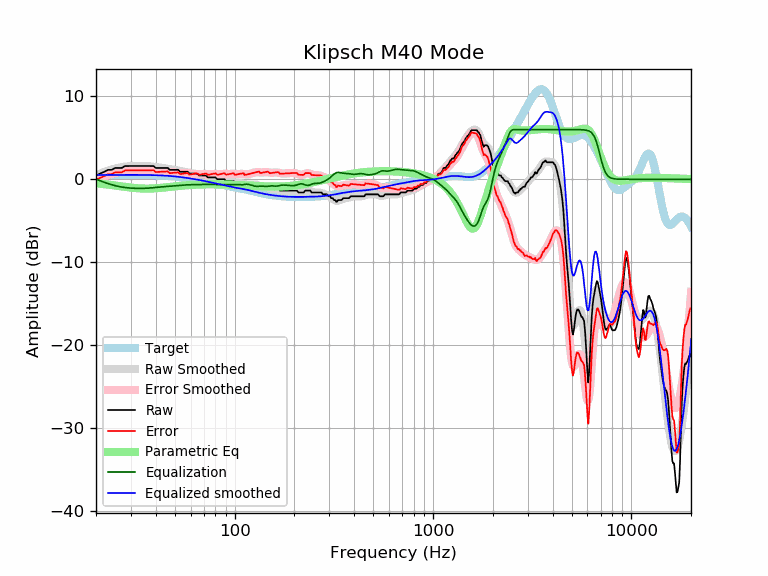 Klipsch M40 Mode
Amplitude (dBr)
10
0
−10
−20
−30
−40
Target
Raw Smoothed
Error Smoothed
Raw
Error
Parametric Eq
Equalization
Equalized smoothed
100
1000
10000
Frequency (Hz)